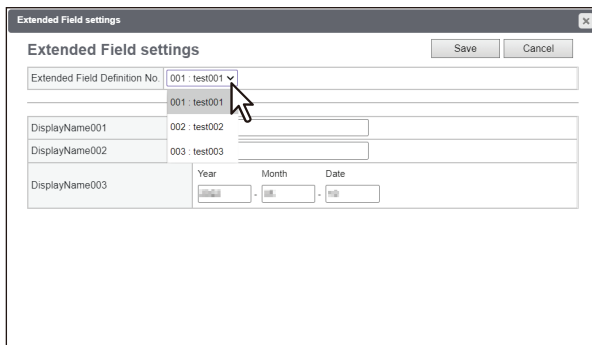 Extended Field settings
Extended Field settings
Save Cancel
Extended Field Definition No. 001 : test001
001 : test001
DisplayName001 002 : test002
DisplayName002 003 : test003
Year Month Date
DisplayName003
- -